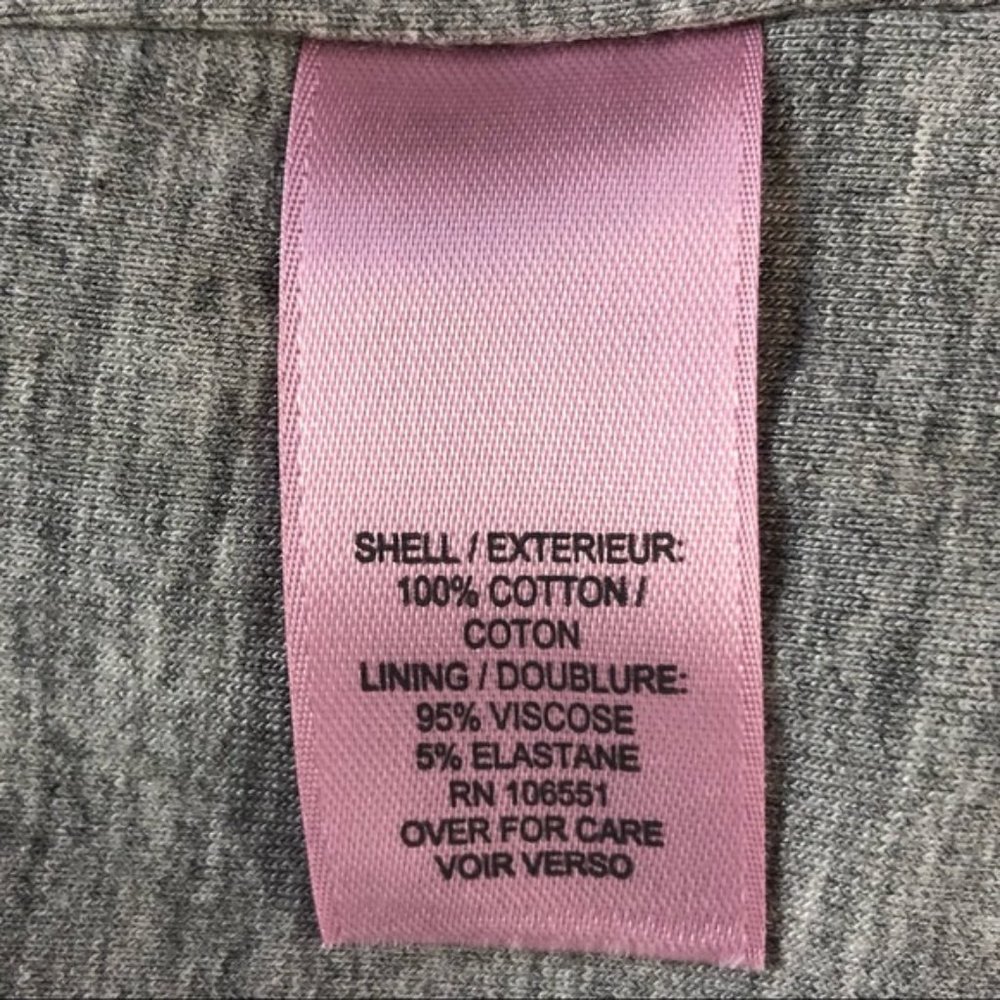 SHELL / EXTERIEUR:
100% COTTON /
COTON
LINING / DOUBLURE:
95% VISCOSE
5% ELASTANE
RN 106551
OVER FOR CARE
VOIR VERSO